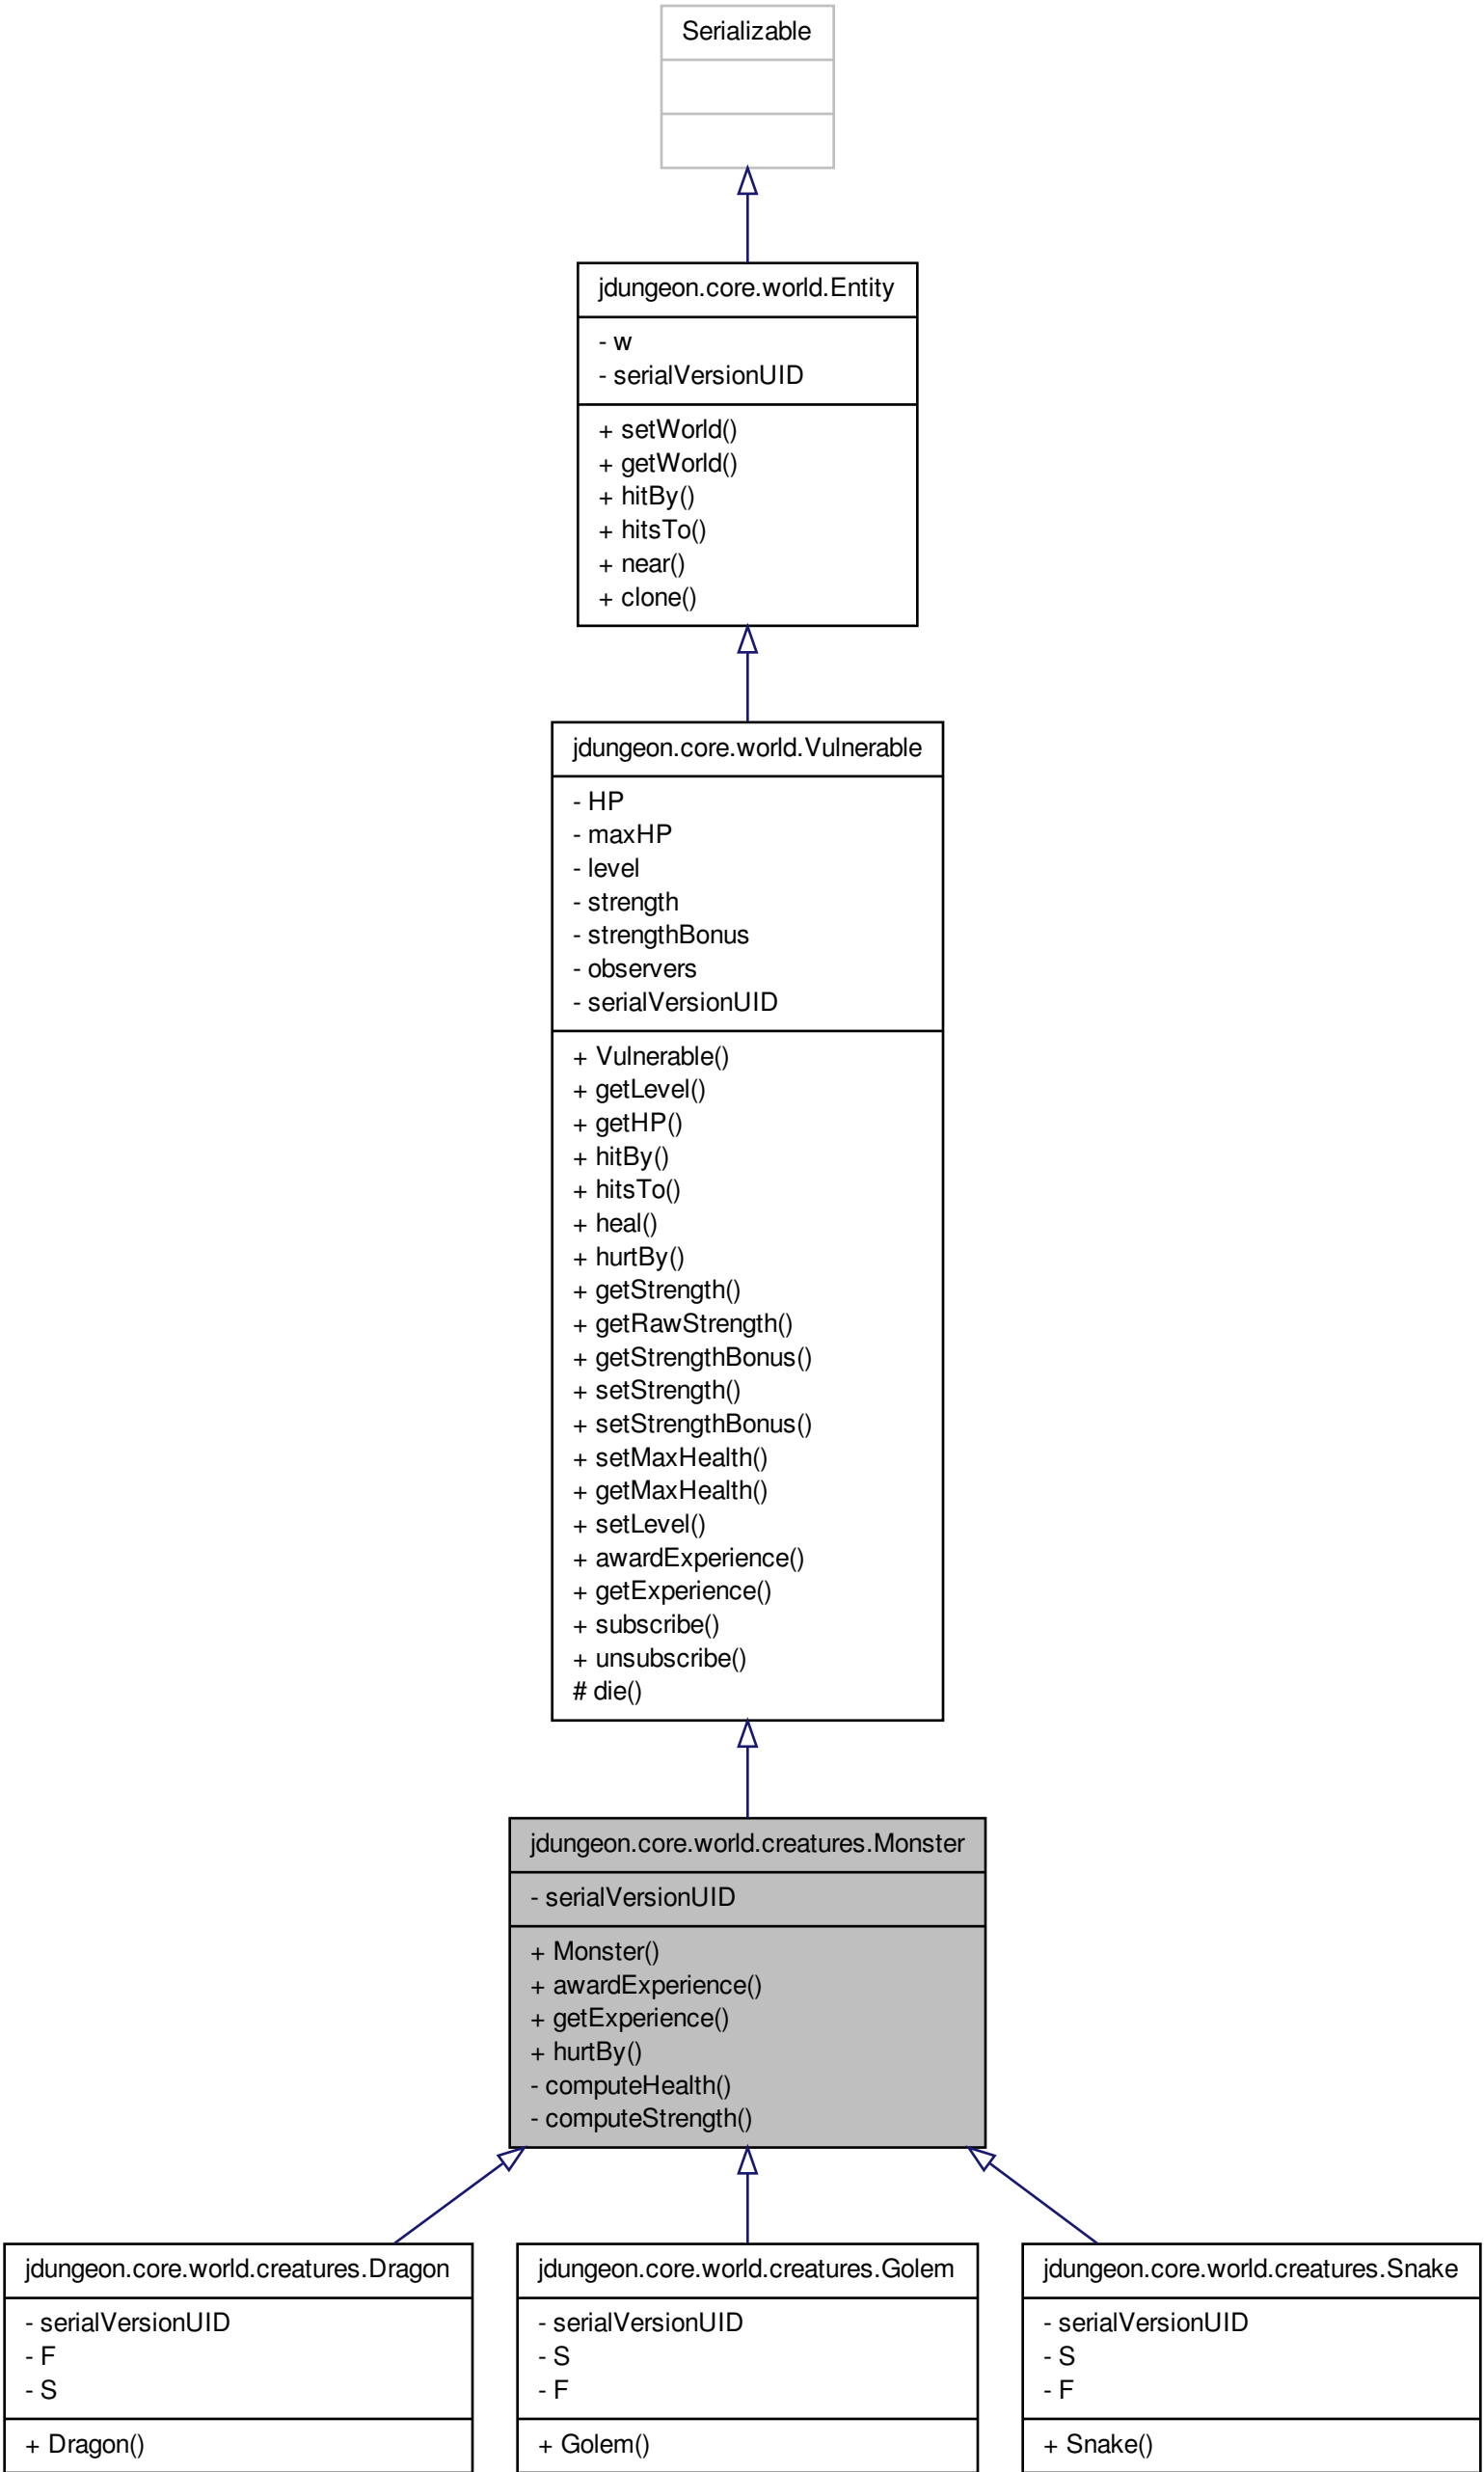 Serializable
jdungeon.core.world.Entity
- w
- serialVersionUID
+ setWorld()
+ getWorld()
+ hitBy()
+ hitsTo()
+ near()
+ clone()
jdungeon.core.world.Vulnerable
- HP
- maxHP
- level
- strength
- strengthBonus
- observers
- serialVersionUID
+ Vulnerable()
+ getLevel()
+ getHP()
+ hitBy()
+ hitsTo()
+ heal()
+ hurtBy()
+ getStrength()
+ getRawStrength()
+ getStrengthBonus()
+ setStrength()
+ setStrengthBonus()
+ setMaxHealth()
+ getMaxHealth()
+ setLevel()
+ awardExperience()
+ getExperience()
+ subscribe()
+ unsubscribe()
# die()
jdungeon.core.world.creatures.Monster
- serialVersionUID
+ Monster()
+ awardExperience()
+ getExperience()
+ hurtBy()
- computeHealth()
- computeStrength()
jdungeon.core.world.creatures.Dragon
- serialVersionUID
- F
- S
+ Dragon()
jdungeon.core.world.creatures.Golem
- serialVersionUID
- S
- F
+ Golem()
jdungeon.core.world.creatures.Snake
- serialVersionUID
- S
- F
+ Snake()